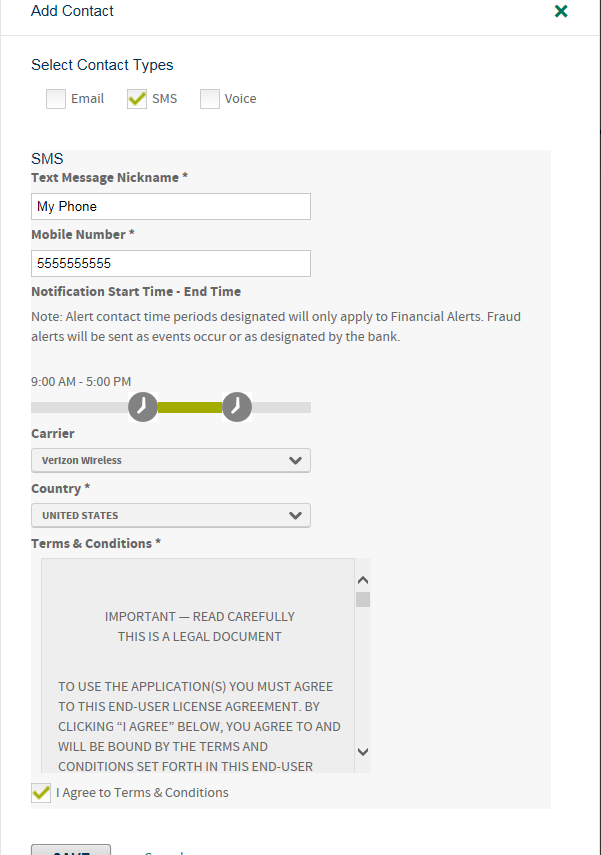 Add Contact
Select Contact Types
Email SMS Voice
SMS
Text Message Nickname *
My Phone
Mobile Number *
5555555555
Notification Start Time - End Time
Note: Alert contact time periods designated will only apply to Financial Alerts. Fraud
alerts will be sent as events occur or as designated by the bank.
9:00 AM - 5:00 PM
Carrier
Verizon Wireless
Country *
UNITED STATES
Terms & Conditions *
IMPORTANT — READ CAREFULLY
THIS IS A LEGAL DOCUMENT
TO USE THE APPLICATION(S) YOU MUST AGREE
TO THIS END-USER LICENSE AGREEMENT. BY
CLICKING “I AGREE” BELOW, YOU AGREE TO AND
WILL BE BOUND BY THE TERMS AND
CONDITIONS SET FORTH IN THIS END-USER
I Agree to Terms & Conditions